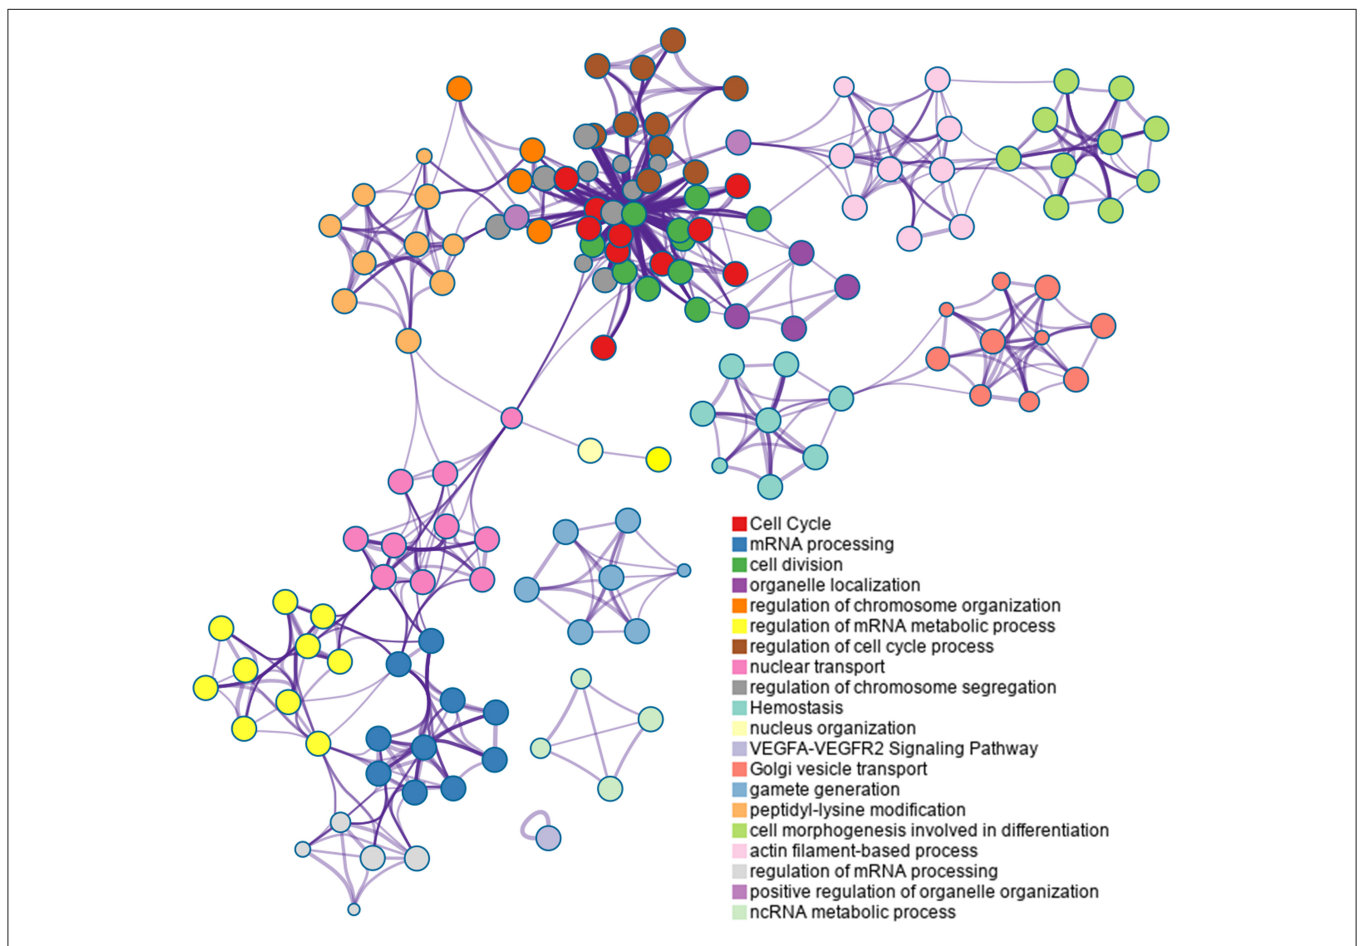 Cell Cycle
mRNA processing
cell division
organelle localization
regulation of chromosome organization
regulation of mRNA metabolic process
regulation of cell cycle process
nuclear transport
regulation of chromosome segregation
Hemostasis
nucleus organization
VEGFA-VEGFR2 Signaling Pathway
Golgi vesicle transport
gamete generation
peptidyl-lysine modification
cell morphogenesis involved in differentiation
actin filament-based process
regulation of mRNA processing
positive regulation of organelle organization
ncRNA metabolic process